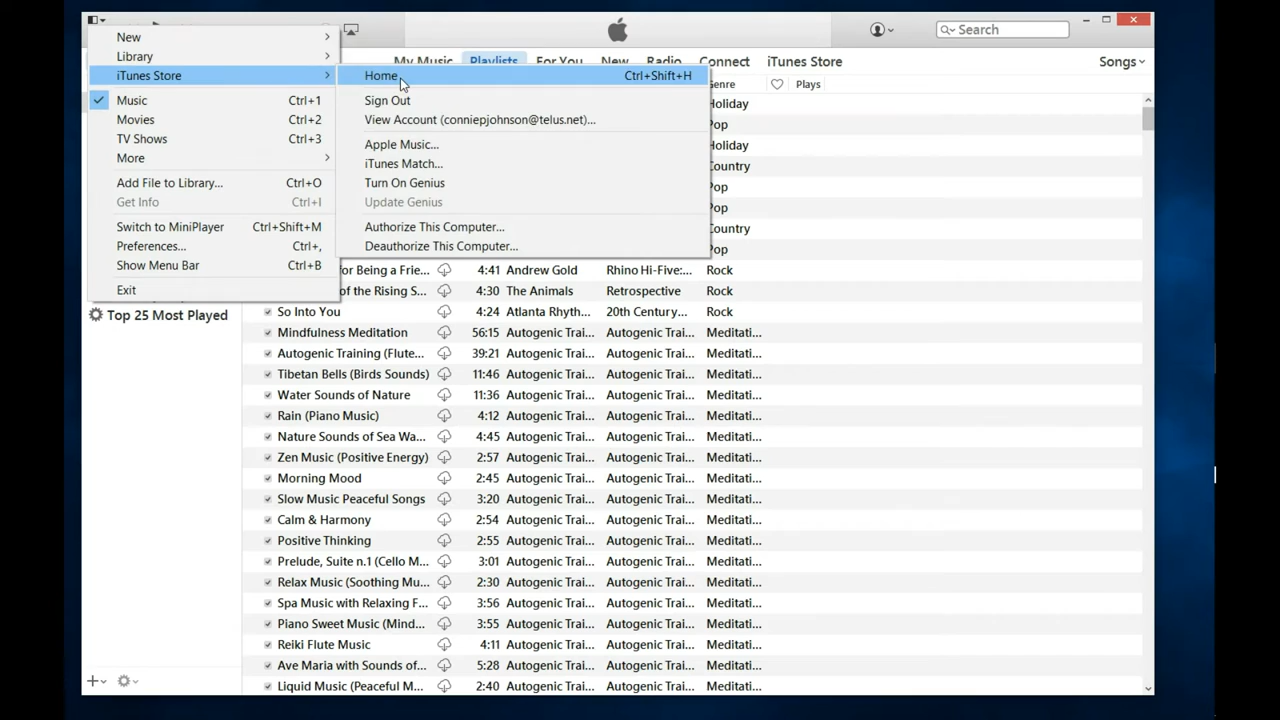 Search
New
Library
iTunes Store
Music Ctrl+1
Movies Ctrl+2
TV Shows Ctrl+3
More
Add File to Library... Ctrl+O
Get Info Ctrl+I
Switch to MiniPlayer Ctrl+Shift+M
Preferences... Ctrl+,
Show Menu Bar Ctrl+B
Exit
Home Ctrl+Shift+H
Sign Out
View Account (conniepjohnson@telus.net)...
Apple Music...
iTunes Match...
Turn On Genius
Update Genius
Authorize This Computer...
Deauthorize This Computer...
My Music Playlists For You New Radio Connect iTunes Store Songs
Genre Plays
Holiday
Pop
Holiday
Country
Pop
Pop
Country
Pop
for Being a Frie... 4:41 Andrew Gold Rhino Hi-Five:... Rock
of the Rising S... 4:30 The Animals Retrospective Rock
Top 25 Most Played
So Into You 4:24 Atlanta Rhyth... 20th Century... Rock
Mindfulness Meditation 56:15 Autogenic Trai... Autogenic Trai... Meditati...
Autogenic Training (Flute... 39:21 Autogenic Trai... Autogenic Trai... Meditati...
Tibetan Bells (Birds Sounds) 11:46 Autogenic Trai... Autogenic Trai... Meditati...
Water Sounds of Nature 11:36 Autogenic Trai... Autogenic Trai... Meditati...
Rain (Piano Music) 4:12 Autogenic Trai... Autogenic Trai... Meditati...
Nature Sounds of Sea Wa... 4:45 Autogenic Trai... Autogenic Trai... Meditati...
Zen Music (Positive Energy) 2:57 Autogenic Trai... Autogenic Trai... Meditati...
Morning Mood 2:45 Autogenic Trai... Autogenic Trai... Meditati...
Slow Music Peaceful Songs 3:20 Autogenic Trai... Autogenic Trai... Meditati...
Calm & Harmony 2:54 Autogenic Trai... Autogenic Trai... Meditati...
Positive Thinking 2:54 Autogenic Trai... Autogenic Trai... Meditati...
Prelude, Suite n.1 (Cello M... 3:01 Autogenic Trai... Autogenic Trai... Meditati...
Relax Music (Soothing Mu... 2:30 Autogenic Trai... Autogenic Trai... Meditati...
Spa Music with Relaxing F... 3:56 Autogenic Trai... Autogenic Trai... Meditati...
Piano Sweet Music (Mind... 3:55 Autogenic Trai... Autogenic Trai... Meditati...
Reiki Flute Music 4:11 Autogenic Trai... Autogenic Trai... Meditati...
Ave Maria with Sounds of... 5:28 Autogenic Trai... Autogenic Trai... Meditati...
Liquid Music (Peaceful M... 2:40 Autogenic Trai... Autogenic Trai... Meditati...